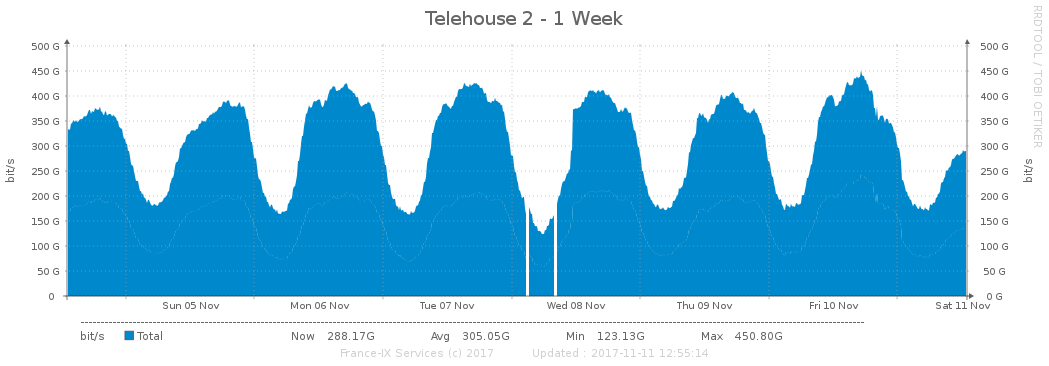 Telehouse 2 - 1 Week
RRDTOOL / TOBI OETIKER
500 G 500 G
450 G 450 G
400 G 400 G
350 G 350 G
300 G 300 G
250 G 250 G
200 G 200 G
150 G 150 G
100 G 100 G
50 G 50 G
0 0 G
bit/s bit/s
Sun 05 Nov Mon 06 Nov Tue 07 Nov Wed 08 Nov Thu 09 Nov Fri 10 Nov Sat 11 Nov
bit/s Total Now 288.17G Avg 305.05G Min 123.13G Max 450.80G
France-IX Services (c) 2017 Updated : 2017-11-11 12:55:14